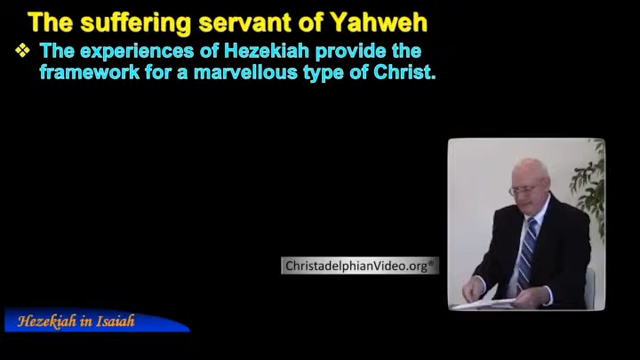 The suffering servant of Yahweh
❖ The experiences of Hezekiah provide the
framework for a marvellous type of Christ.
ChristadelphianVideo.org®
Hezekiah in Isaiah